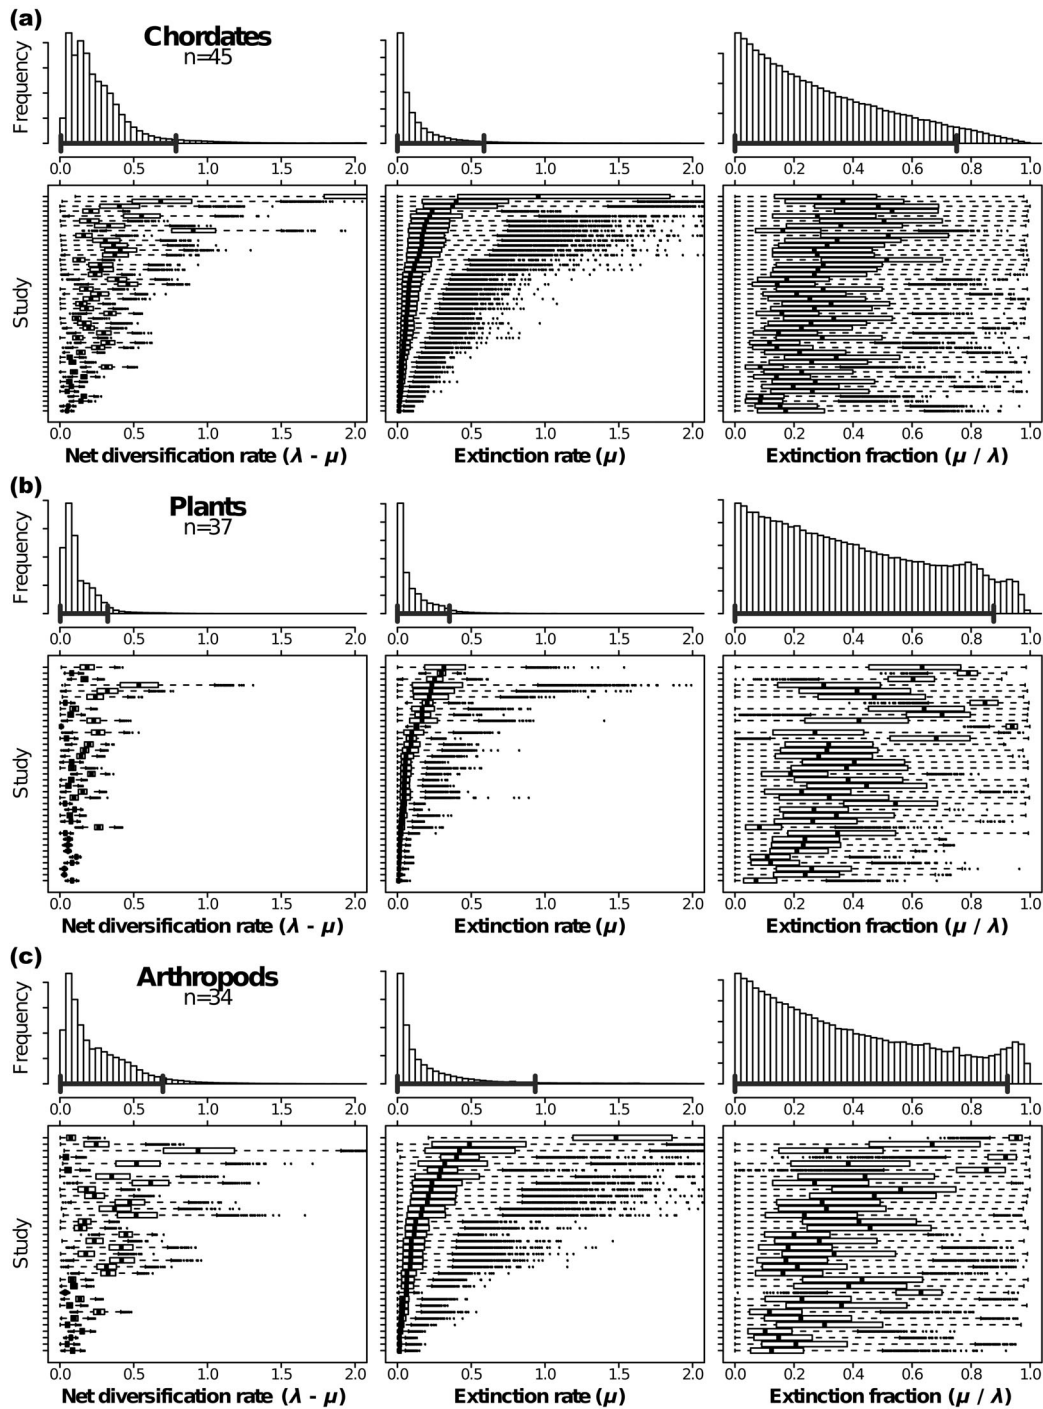 (a)
Chordates
n=45
Frequency
0.0 0.5 1.0 1.5 2.0
0.0 0.5 1.0 1.5 2.0
0.0 0.2 0.4 0.6 0.8 1.0
Study
0.0 0.5 1.0 1.5 2.0
0.0 0.5 1.0 1.5 2.0
0.0 0.2 0.4 0.6 0.8 1.0
Net diversification rate (λ - μ)
Extinction rate (μ)
Extinction fraction (μ / λ)
(b)
Plants
n=37
Frequency
0.0 0.5 1.0 1.5 2.0
0.0 0.5 1.0 1.5 2.0
0.0 0.2 0.4 0.6 0.8 1.0
Study
0.0 0.5 1.0 1.5 2.0
0.0 0.5 1.0 1.5 2.0
0.0 0.2 0.4 0.6 0.8 1.0
Net diversification rate (λ - μ)
Extinction rate (μ)
Extinction fraction (μ / λ)
(c)
Arthropods
n=34
Frequency
0.0 0.5 1.0 1.5 2.0
0.0 0.5 1.0 1.5 2.0
0.0 0.2 0.4 0.6 0.8 1.0
Study
0.0 0.5 1.0 1.5 2.0
0.0 0.5 1.0 1.5 2.0
0.0 0.2 0.4 0.6 0.8 1.0
Net diversification rate (λ - μ)
Extinction rate (μ)
Extinction fraction (μ / λ)